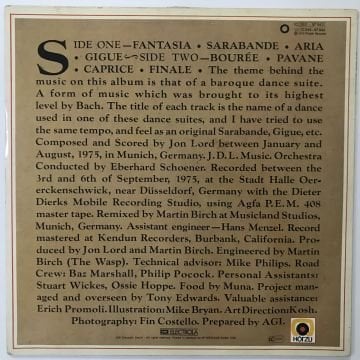 SIDE ONE—FANTASIA • SARABANDE • ARIA
• GIGUE SIDE TWO—BOURÉE • PAVANE
• CAPRICE • FINALE • The theme behind the
music on this album is that of a baroque dance suite.
A form of music which was brought to its highest
level by Bach. The title of each track is the name of a dance
used in one of these dance suites, and I have tried to use
the same tempo, and feel as an original Sarabande, Gigue, etc.
Composed and Scored by Jon Lord between January
and August, 1975, in Munich, Germany. J.D.L. Music. Orchestra
Conducted by Eberhard Schoener. Recorded between the
3rd and 6th of September, 1975, at the Stadt Halle Oer-
erckenschwick, near Düsseldorf, Germany with the Dieter
Dierks Mobile Recording Studio, using Agfa P.E.M. 408
master tape. Remixed by Martin Birch at Musicland Studios,
Munich, Germany. Assistant engineer—Hans Menzel. Record
mastered at Kendun Recorders, Burbank, California. Pro-
duced by Jon Lord and Martin Birch. Engineered by Martin
Birch (The Wasp). Technical advisor: Mike Philips. Road
Crew: Baz Marshall, Philip Pocock. Personal Assistants:
Stuart Wickes, Ossie Hoppe. Food by Muna. Project man-
aged and overseen by Tony Edwards. Valuable assistance:
Erich Promoli. Illustration: Mike Bryan. Art Direction: Kosh.
Photography: Fin Costello. Prepared by AGI.
EMI ELECTROLA
HÖRZU